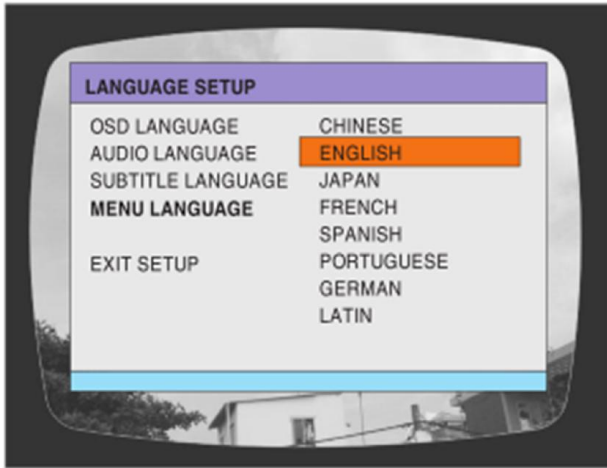 LANGUAGE SETUP
OSD LANGUAGE
AUDIO LANGUAGE
SUBTITLE LANGUAGE
MENU LANGUAGE
EXIT SETUP
CHINESE
ENGLISH
JAPAN
FRENCH
SPANISH
PORTUGUESE
GERMAN
LATIN